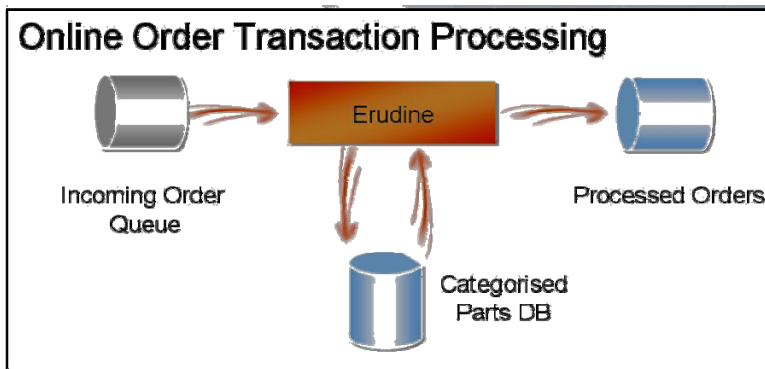 Online Order Transaction Processing
Erudine
Incoming Order
Queue
Processed Orders
Categorised
Parts DB